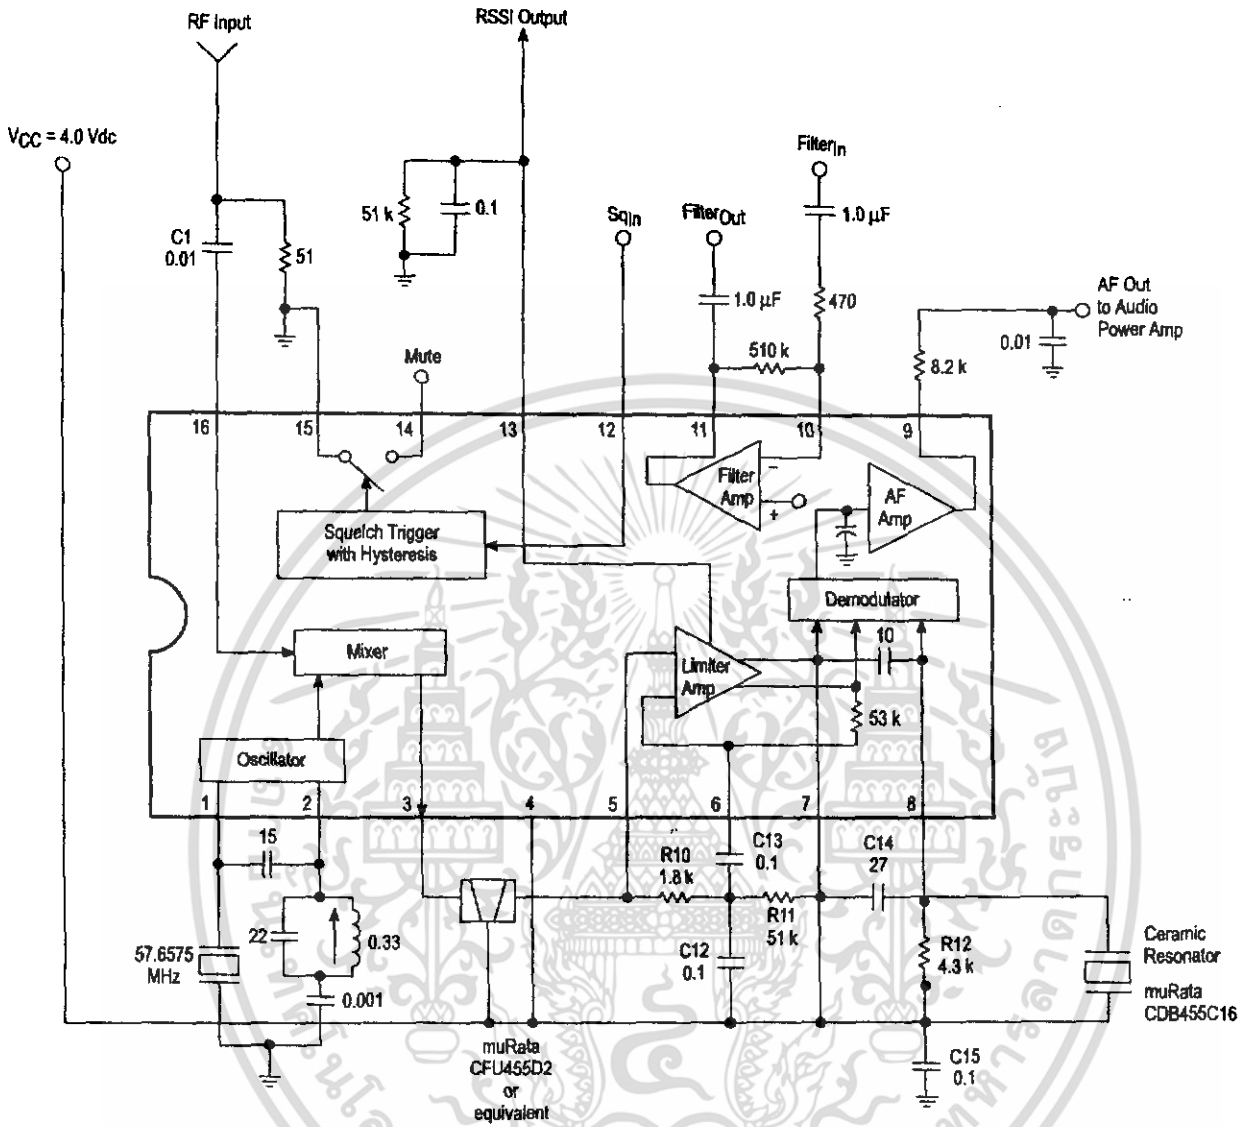 RF Input
RSSI Output
VCC = 4.0 Vdc
FilterIn
51 k
0.1
SqIn
FilterOut
1.0 µF
C1
0.01
51
1.0 µF
470
AF Out
to Audio
Power Amp
Mute
510 k
8.2 k
0.01
16
15
14
13
12
11
10
9
Filter
Amp
−
+
AF
Amp
Squelch Trigger
with Hysteresis
Demodulator
10
Mixer
Limiter
Amp
53 k
Oscillator
1
2
3
4
5
6
7
8
15
R10
1.8 k
C13
0.1
C14
27
R11
51 k
22
0.33
57.6575
MHz
0.001
C12
0.1
R12
4.3 k
Ceramic
Resonator
muRata
CDB455C16
muRata
CFU455D2
or
equivalent
C15
0.1